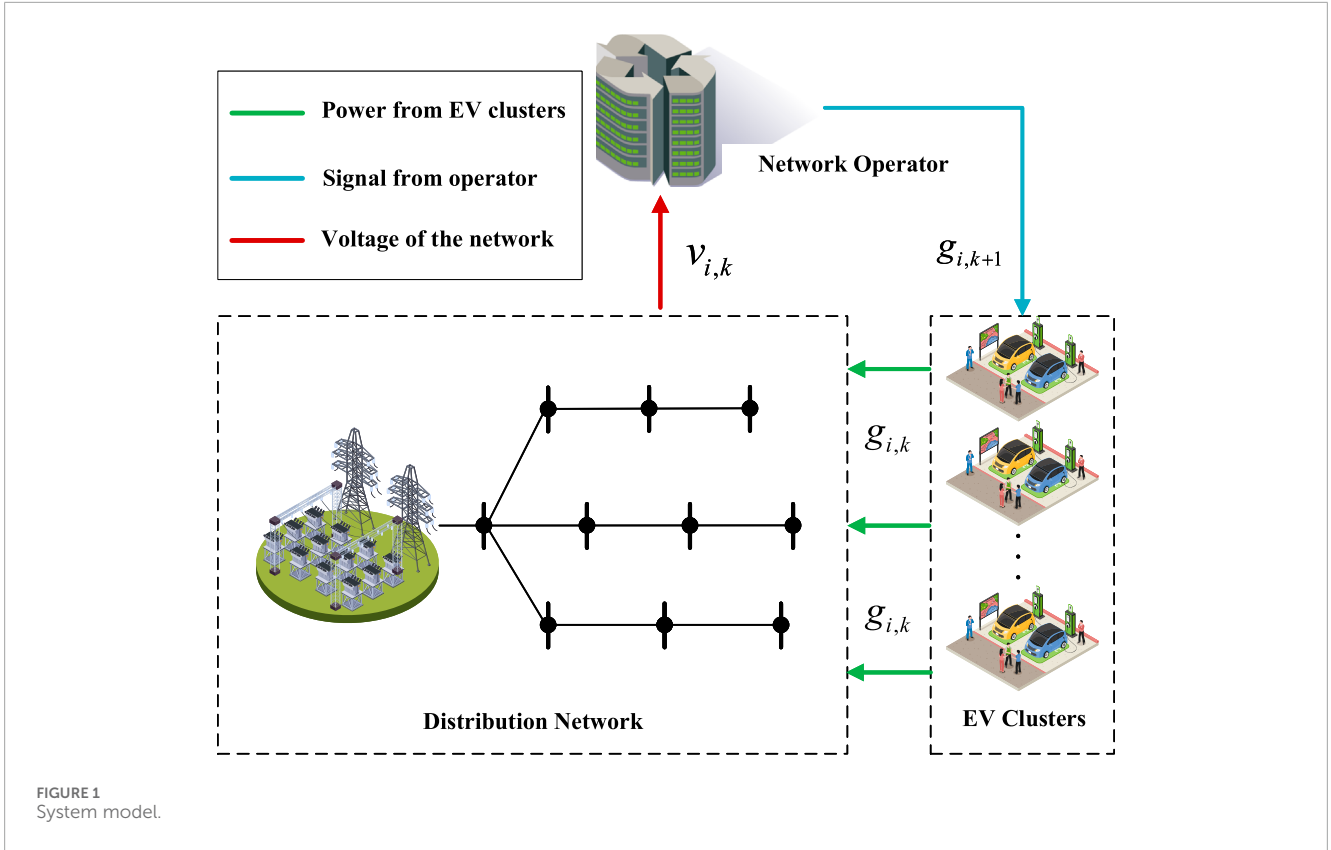 Power from EV clusters
Signal from operator
Voltage of the network
Network Operator
v_{i,k}
g_{i,k+1}
g_{i,k}
g_{i,k}
Distribution Network
EV Clusters
FIGURE 1
System model.